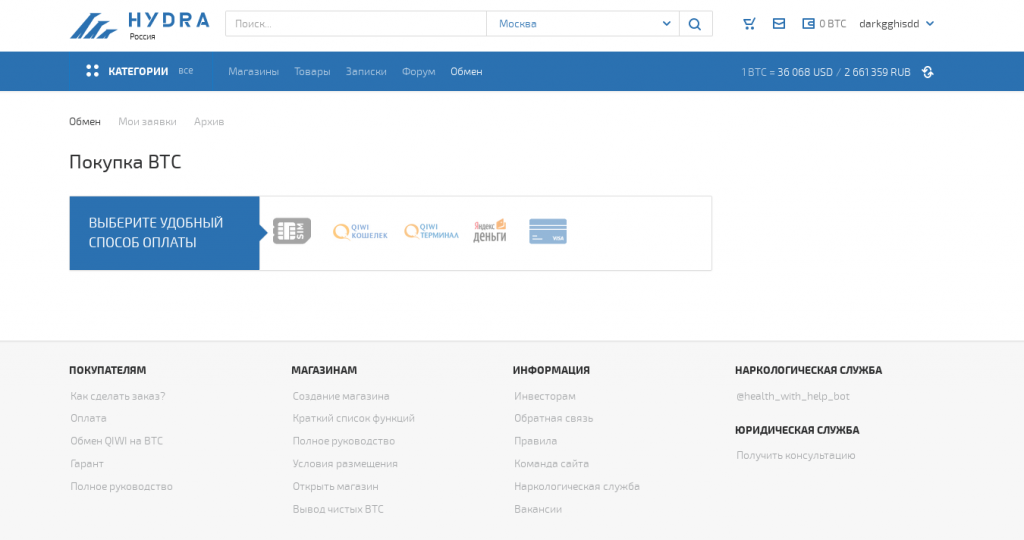 HYDRA
Россия
Поиск...
Москва
0 BTC
darkgghisdd
КАТЕГОРИИ все
Магазины Товары Записки Форум Обмен
1 BTC = 36 068 USD / 2 661 359 RUB
Обмен Мои заявки Архив
Покупка BTC
ВЫБЕРИТЕ УДОБНЫЙ
СПОСОБ ОПЛАТЫ
SIM
QIWI
КОШЕЛЕК
QIWI
ТЕРМИНАЛ
Яндекс
деньги
VISA
ПОКУПАТЕЛЯМ
Как сделать заказ?
Оплата
Обмен QIWI на BTC
Гарант
Полное руководство
МАГАЗИНАМ
Создание магазина
Краткий список функций
Полное руководство
Условия размещения
Открыть магазин
Вывод чистых BTC
ИНФОРМАЦИЯ
Инвесторам
Обратная связь
Правила
Команда сайта
Наркологическая служба
Вакансии
НАРКОЛОГИЧЕСКАЯ СЛУЖБА
@health_with_help_bot
ЮРИДИЧЕСКАЯ СЛУЖБА
Получить консультацию